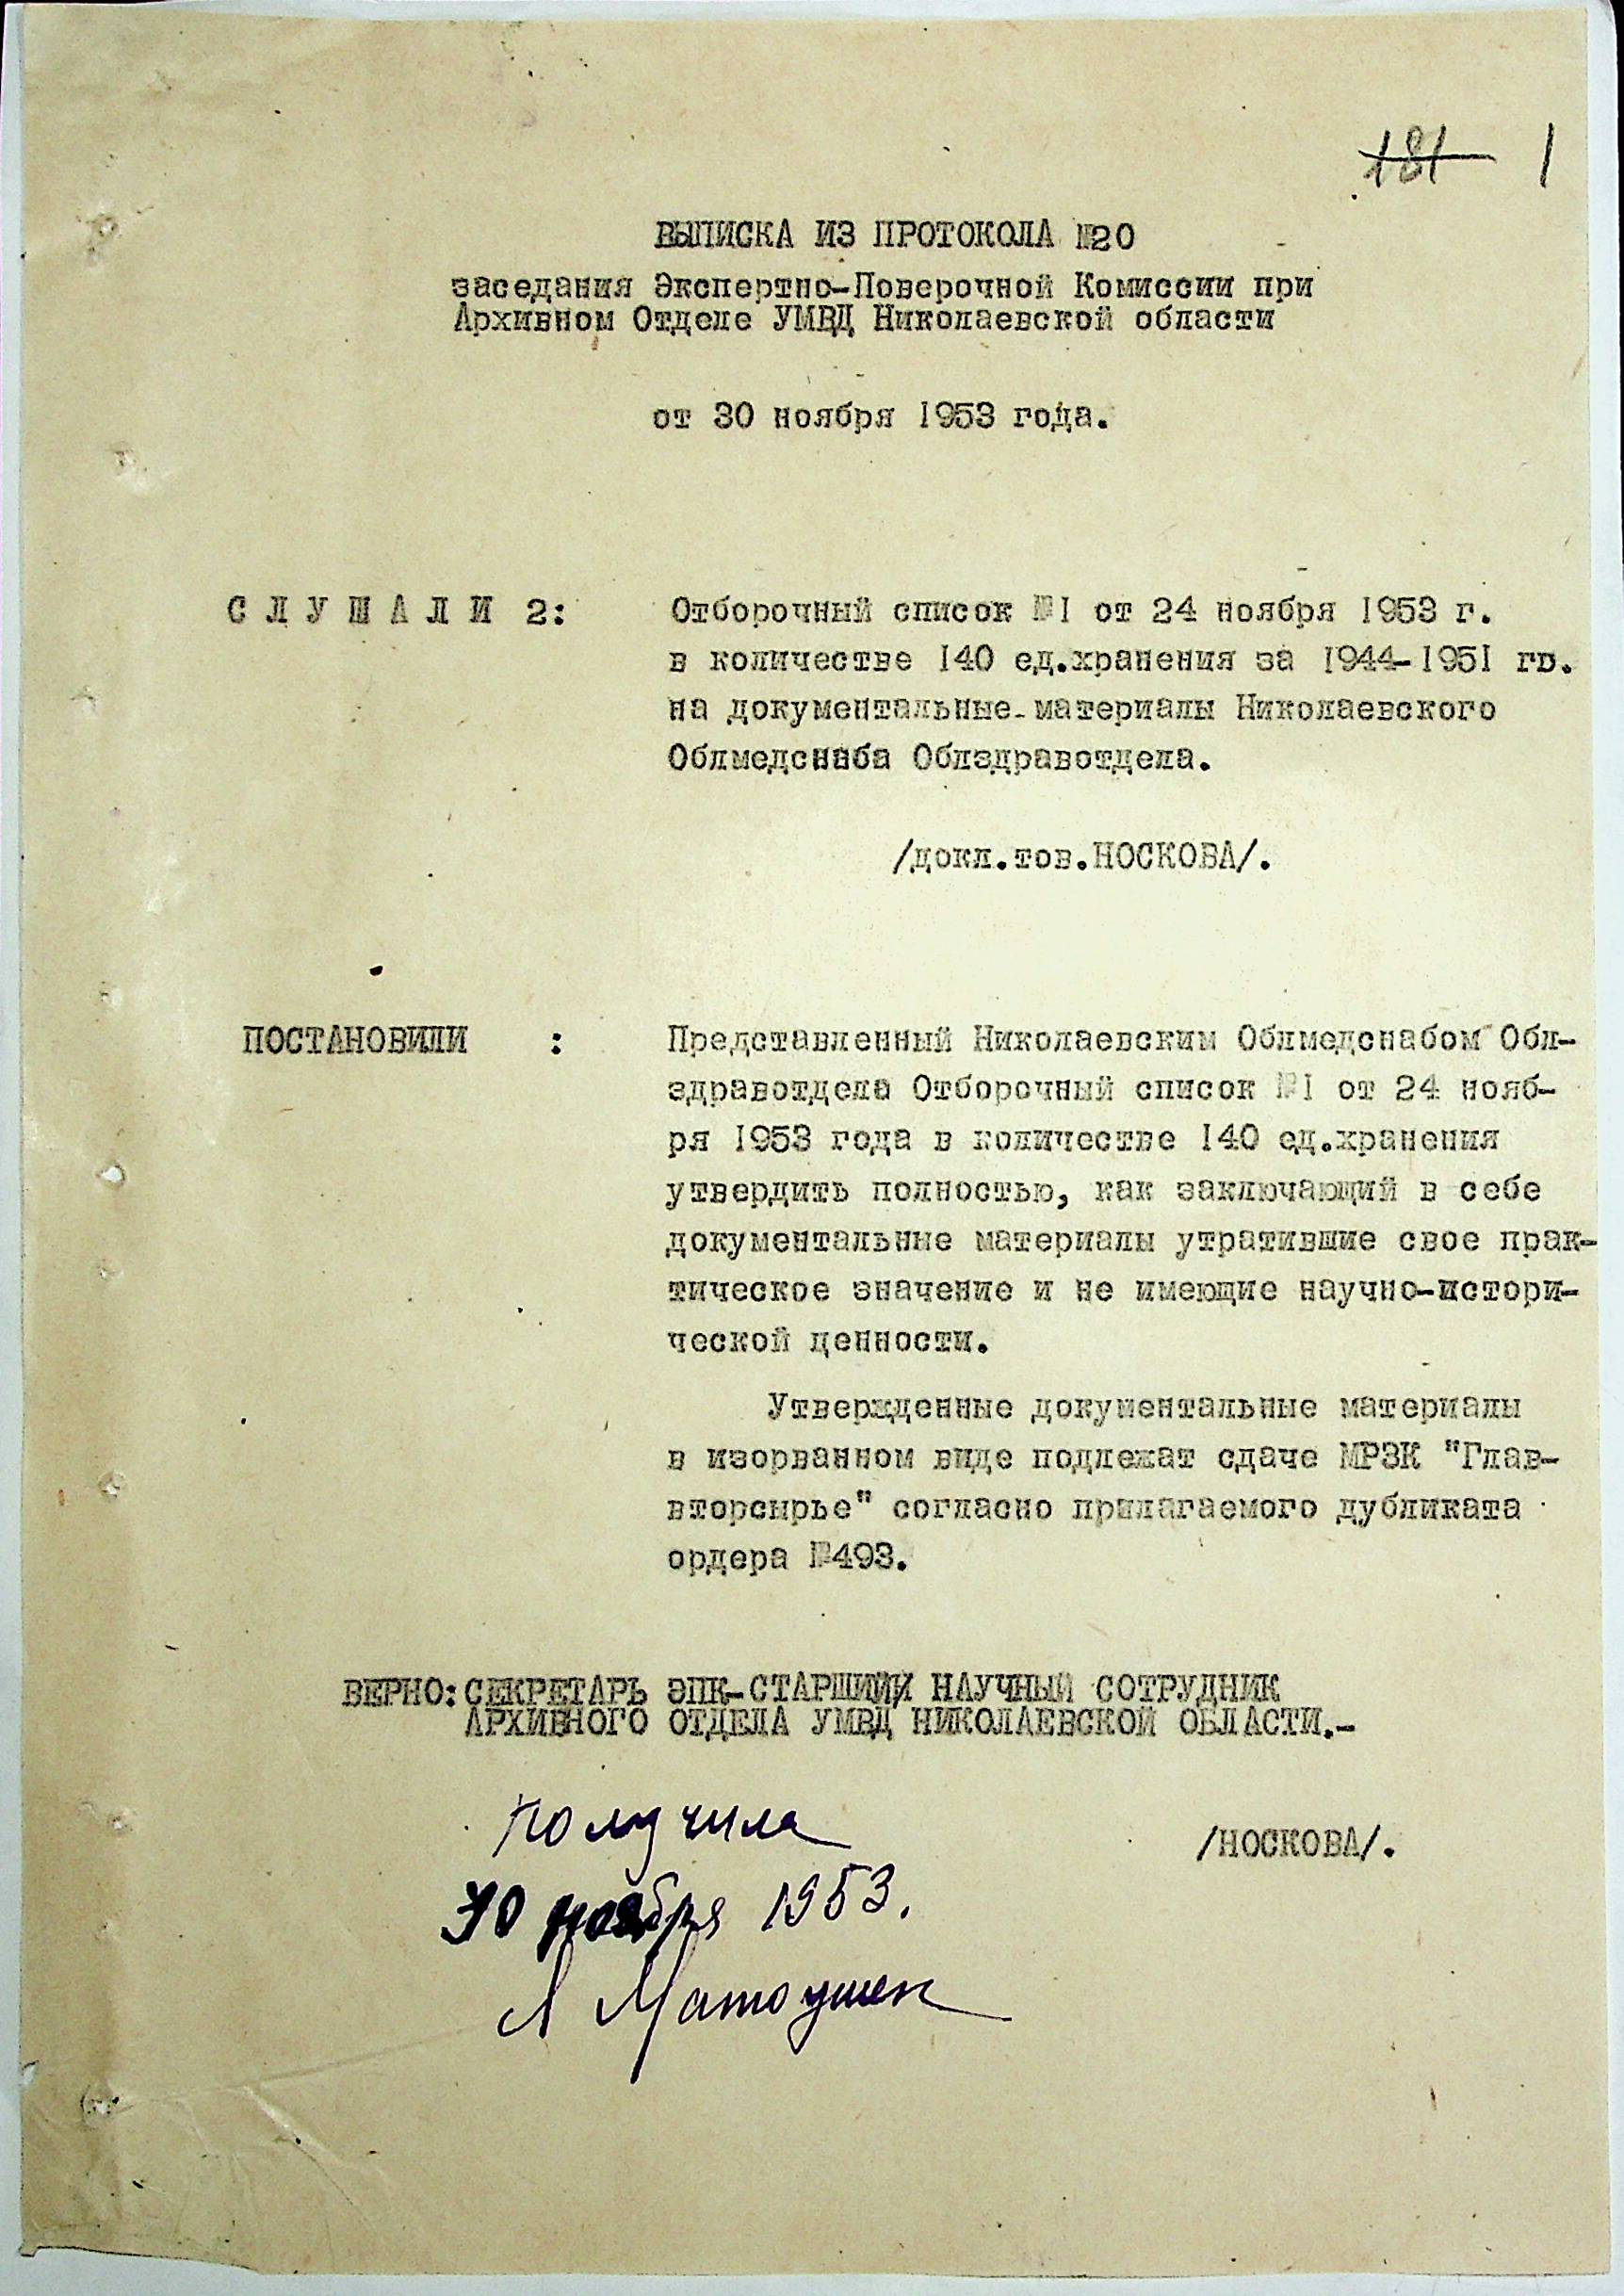 181 1
ВЫПИСКА ИЗ ПРОТОКОЛА №20
заседания Экспертно-Поверочной Комиссии при
Архивном Отделе УМВД Николаевской области
от 30 ноября 1953 года.
С Л У Ш А Л И 2: Отборочный список №1 от 24 ноября 1953 г.
в количестве 140 ед.хранения за 1944-1951 гг.
на документальные материалы Николаевского
Облмедснаба Облздравотдела.
/докл.тов.НОСКОВА/.
ПОСТАНОВИЛИ : Представленный Николаевским Облмедснабом Обл-
здравотдела Отборочный список №1 от 24 нояб-
ря 1953 года в количестве 140 ед.хранения
утвердить полностью, как заключающий в себе
документальные материалы утратившие свое прак-
тическое значение и не имеющие научно-истори-
ческой ценности.
Утвержденные документальные материалы
в изорванном виде подлежат сдаче МРЗК "Глав-
вторсырье" согласно прилагаемого дубликата
ордера №493.
ВЕРНО: СЕКРЕТАРЬ ЭПК-СТАРШИЙ НАУЧНЫЙ СОТРУДНИК
АРХИВНОГО ОТДЕЛА УМВД НИКОЛАЕВСКОЙ ОБЛАСТИ.-
получила
/НОСКОВА/.
30 ноября 1953.
Л Матоушек